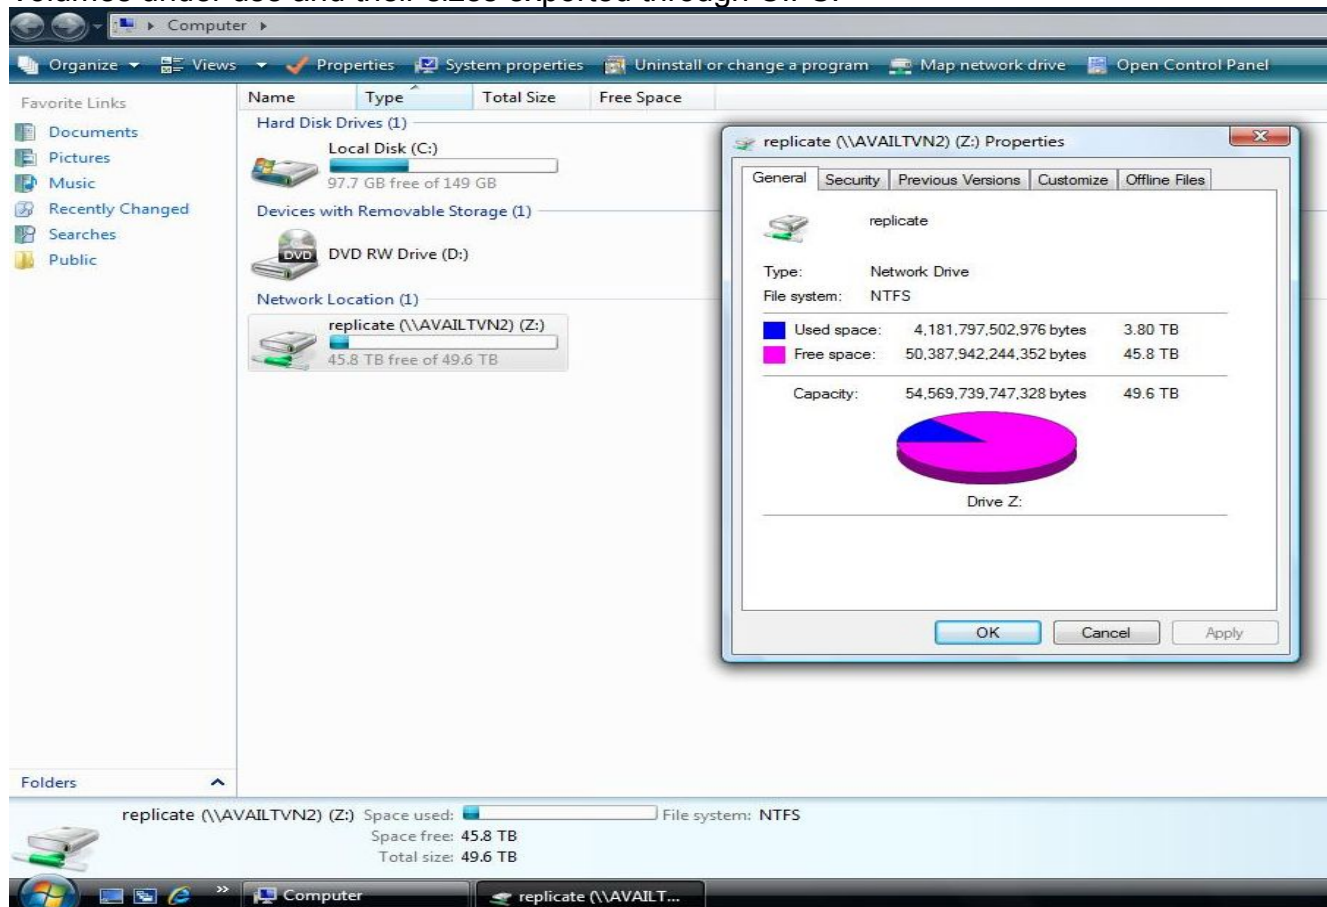 Computer
Organize Views Properties System properties Uninstall or change a program Map network drive Open Control Panel
Favorite Links
Documents
Pictures
Music
Recently Changed
Searches
Public
Folders
Name Type Total Size Free Space
Hard Disk Drives (1)
Local Disk (C:)
97.7 GB free of 149 GB
Devices with Removable Storage (1)
DVD
DVD RW Drive (D:)
Network Location (1)
replicate (\\AVAILTVN2) (Z:)
45.8 TB free of 49.6 TB
replicate (\\AVAILTVN2) (Z:) Properties
General Security Previous Versions Customize Offline Files
replicate
Type: Network Drive
File system: NTFS
Used space: 4,181,797,502,976 bytes 3.80 TB
Free space: 50,387,942,244,352 bytes 45.8 TB
Capacity: 54,569,739,747,328 bytes 49.6 TB
Drive Z:
OK Cancel Apply
replicate (\\AVAILTVN2) (Z:) Space used: File system: NTFS
Space free: 45.8 TB
Total size: 49.6 TB
» Computer replicate (\\AVAILT...